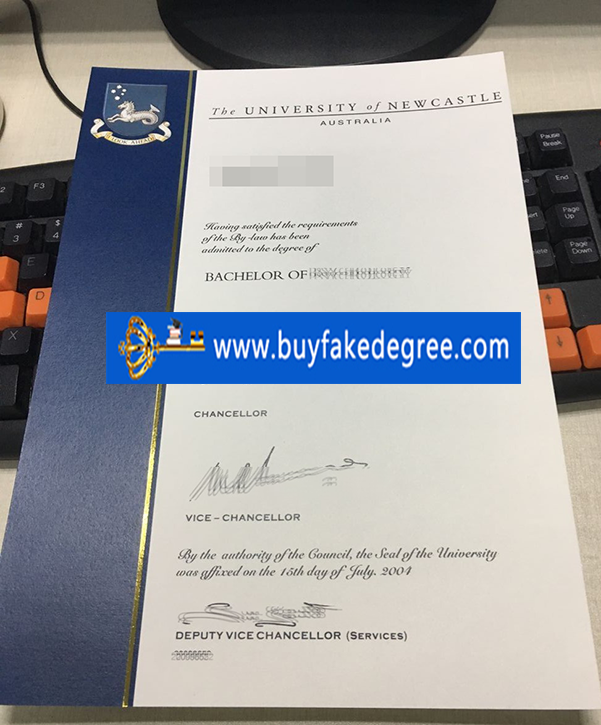 The UNIVERSITY of NEWCASTLE
AUSTRALIA
Having satisfied the requirements
of the By-law has been
admitted to the degree of
BACHELOR OF
www.buyfakedegree.com
CHANCELLOR
VICE – CHANCELLOR
By the authority of the Council, the Seal of the University
was affixed on the 15th day of July. 2004
DEPUTY VICE CHANCELLOR (SERVICES)
F3
#
3
$
4
E
D
X
Pause
Break
End
Page
Up
Page
Down